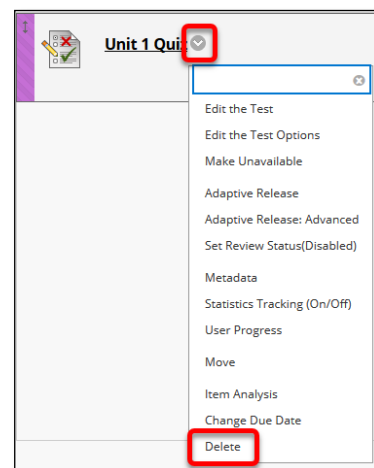 Unit 1 Quiz
Edit the Test
Edit the Test Options
Make Unavailable
Adaptive Release
Adaptive Release: Advanced
Set Review Status(Disabled)
Metadata
Statistics Tracking (On/Off)
User Progress
Move
Item Analysis
Change Due Date
Delete